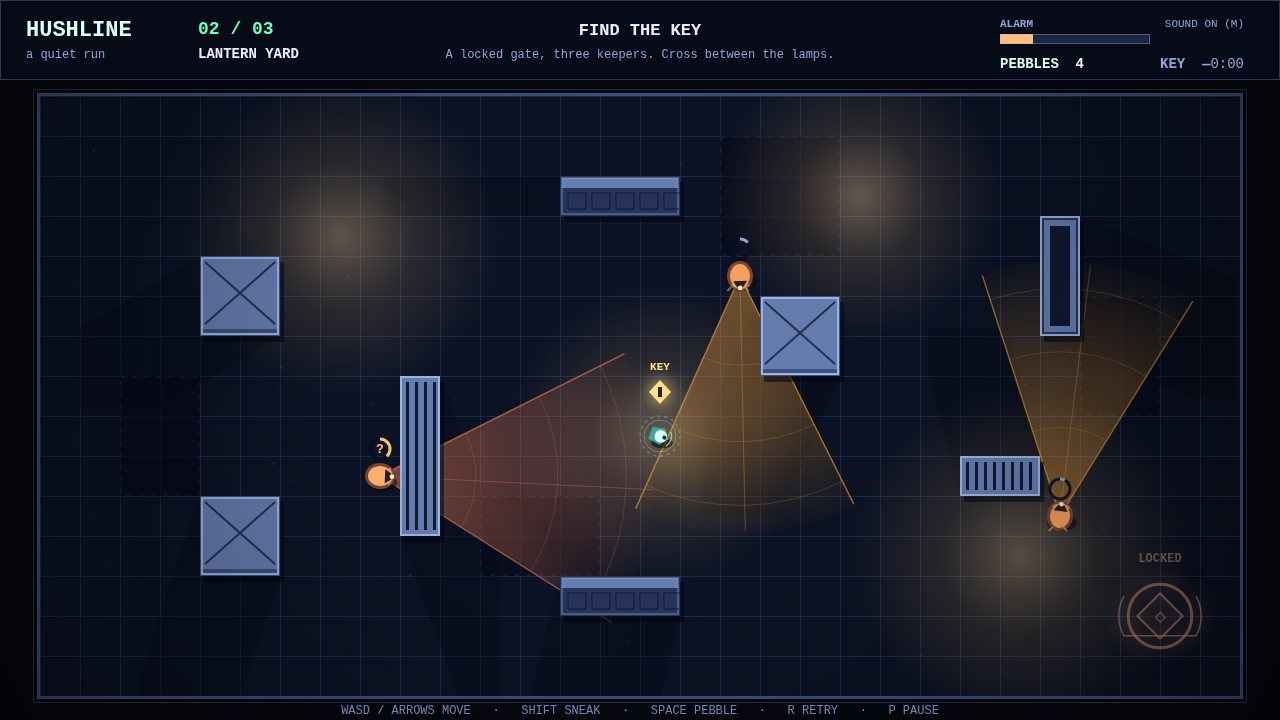 HUSHLINE
a quiet run
02 / 03
LANTERN YARD
FIND THE KEY
A locked gate, three keepers. Cross between the lamps.
ALARM
SOUND ON (M)
PEBBLES 4
KEY —0:00
KEY
?
LOCKED
WASD / ARROWS MOVE · SHIFT SNEAK · SPACE PEBBLE · R RETRY · P PAUSE